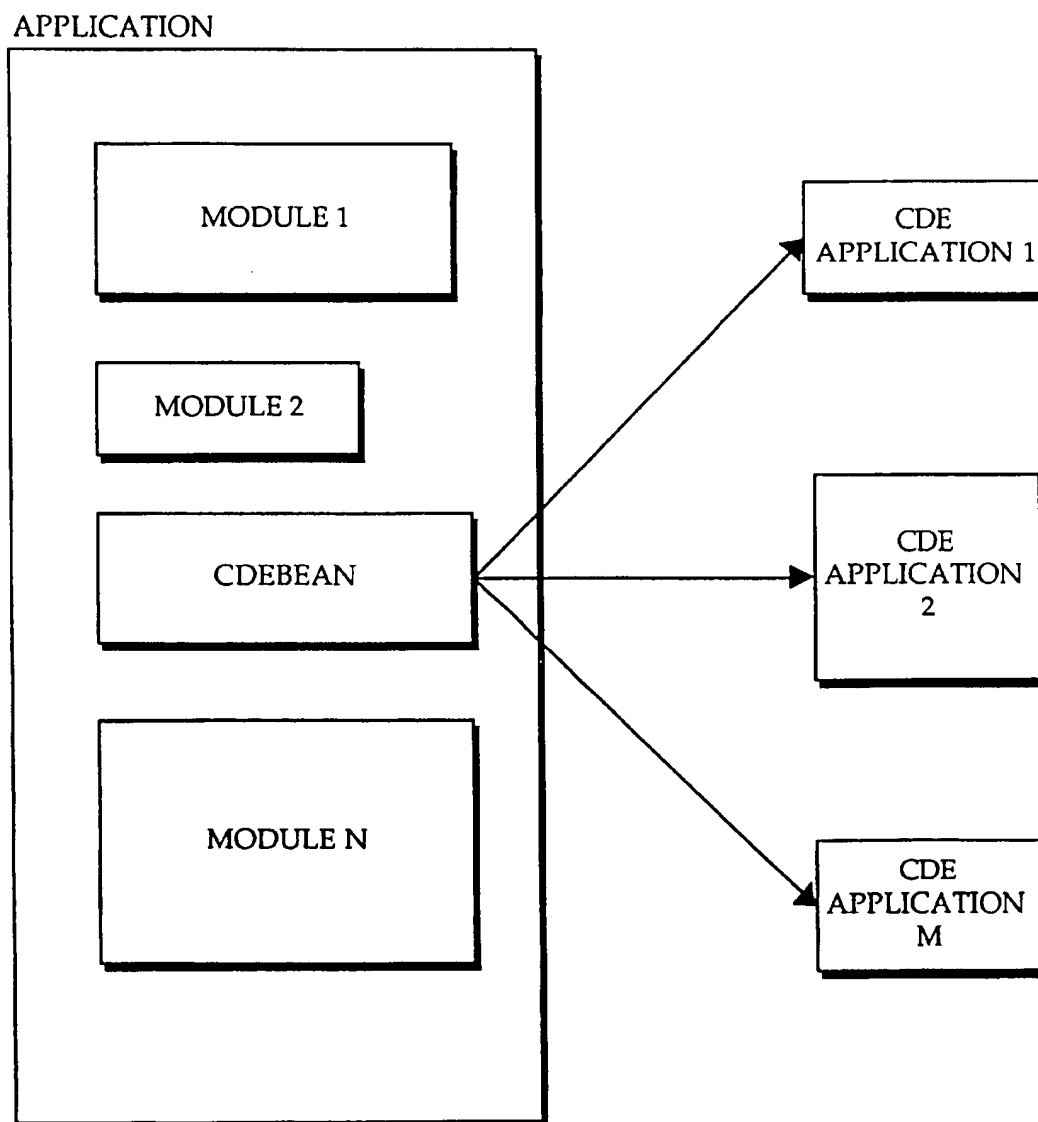 APPLICATION
MODULE 1
MODULE 2
CDEBEAN
MODULE N
CDE
APPLICATION 1
CDE
APPLICATION
2
CDE
APPLICATION
M